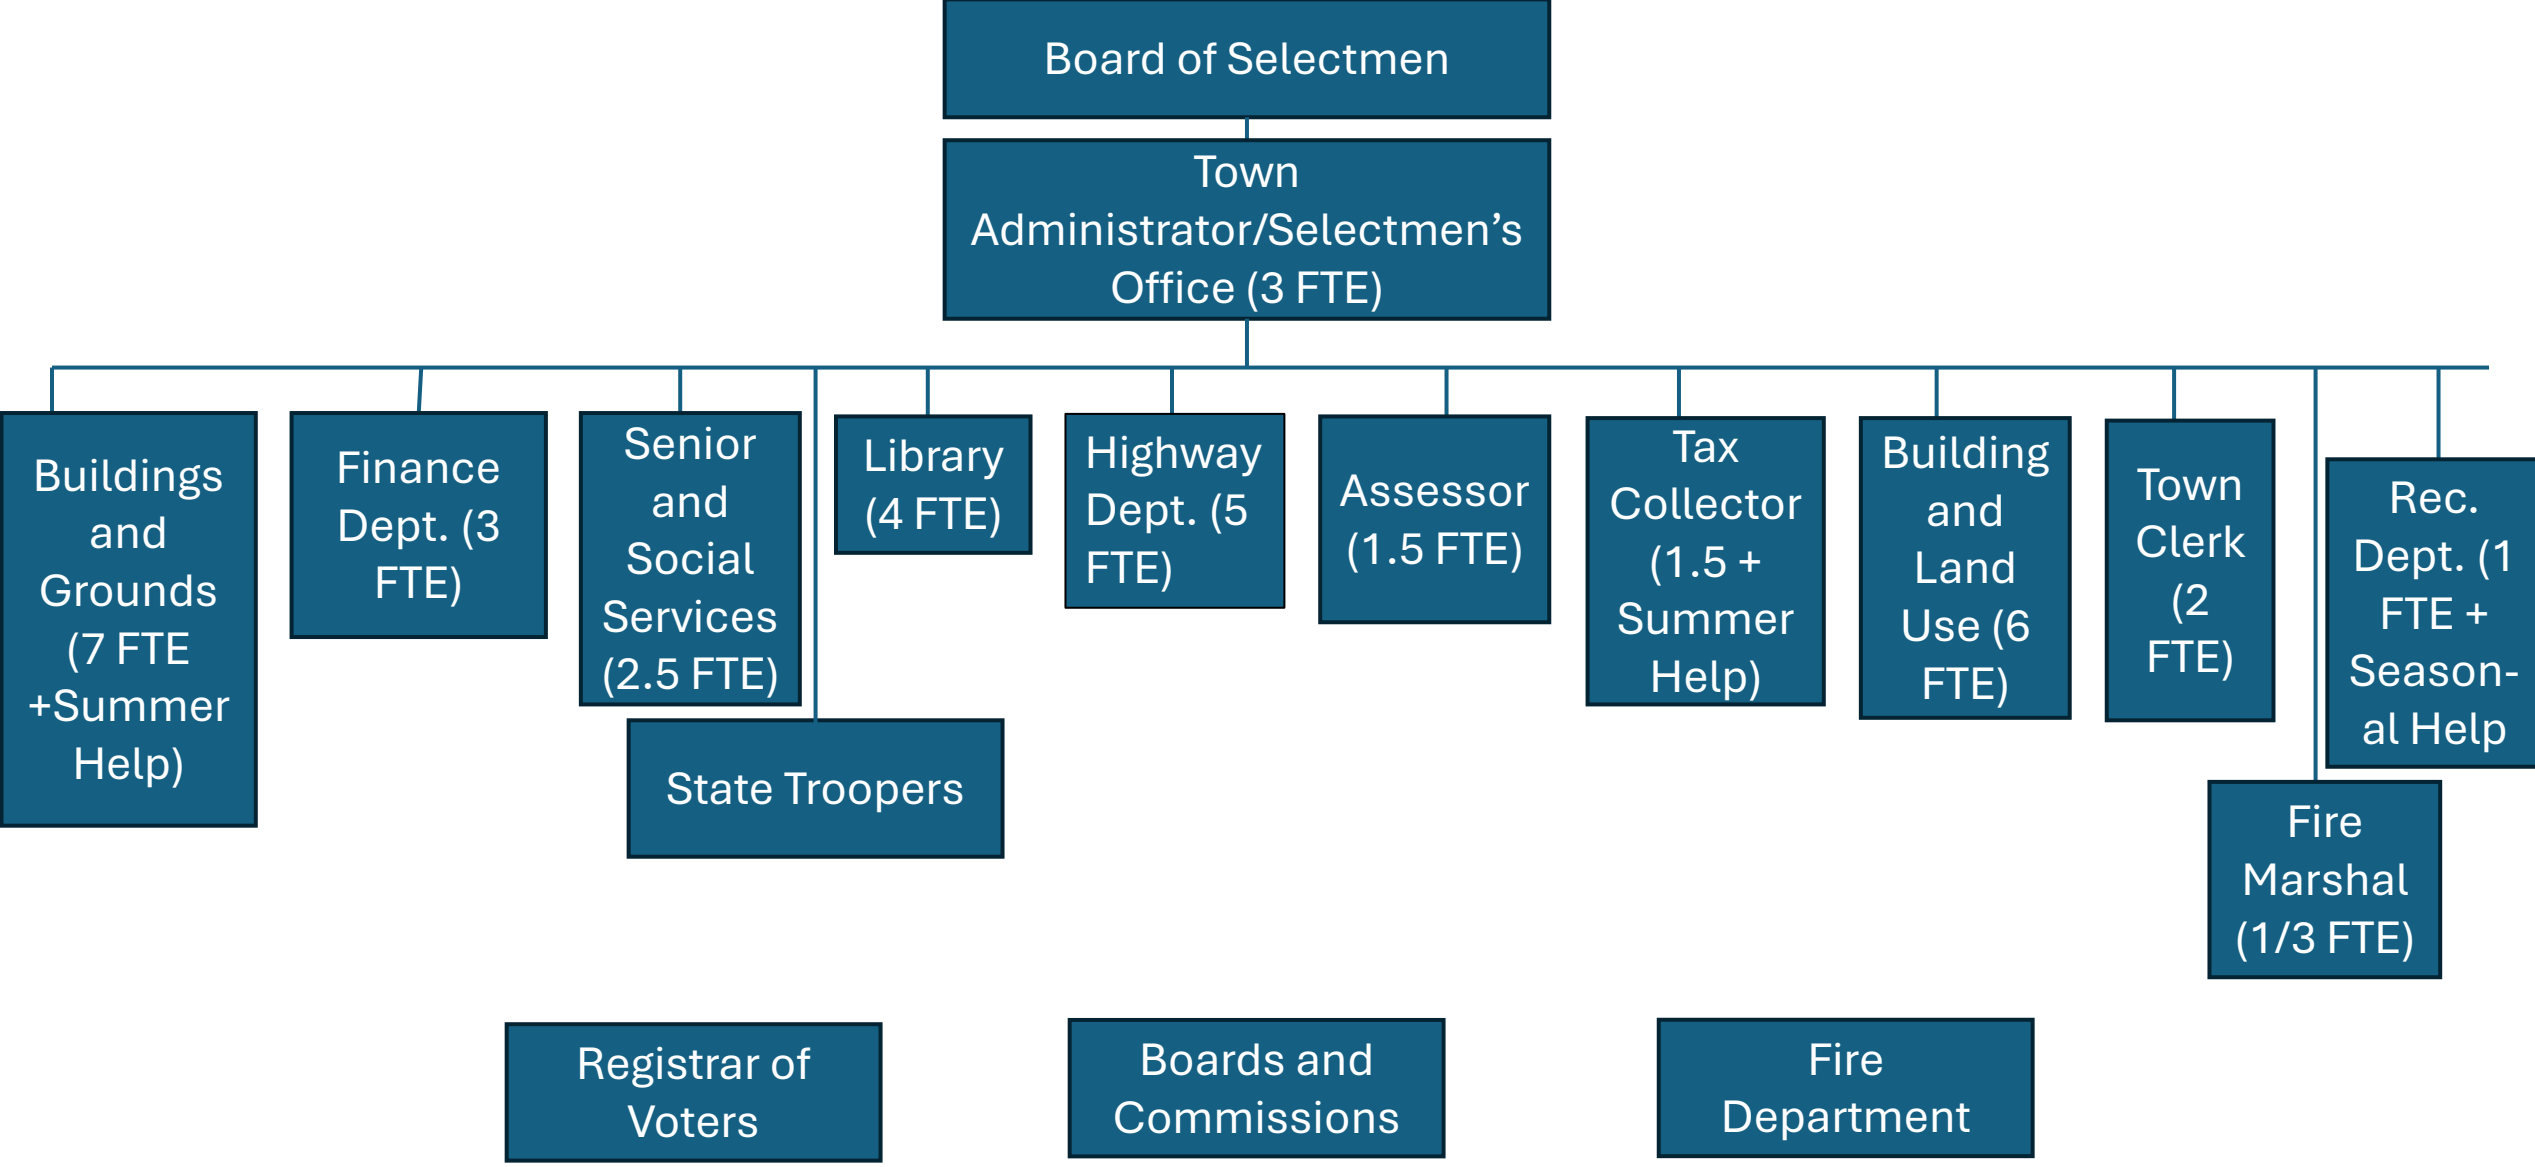 Board of Selectmen
Town
Administrator/Selectmen’s
Office (3 FTE)
Buildings
and
Grounds
(7 FTE
+Summer
Help)
Finance
Dept. (3
FTE)
Senior
and
Social
Services
(2.5 FTE)
State Troopers
Library
(4 FTE)
Highway
Dept. (5
FTE)
Assessor
(1.5 FTE)
Tax
Collector
(1.5 +
Summer
Help)
Building
and
Land
Use (6
FTE)
Town
Clerk
(2
FTE)
Rec.
Dept. (1
FTE +
Season-
al Help
Fire
Marshal
(1/3 FTE)
Registrar of
Voters
Boards and
Commissions
Fire
Department